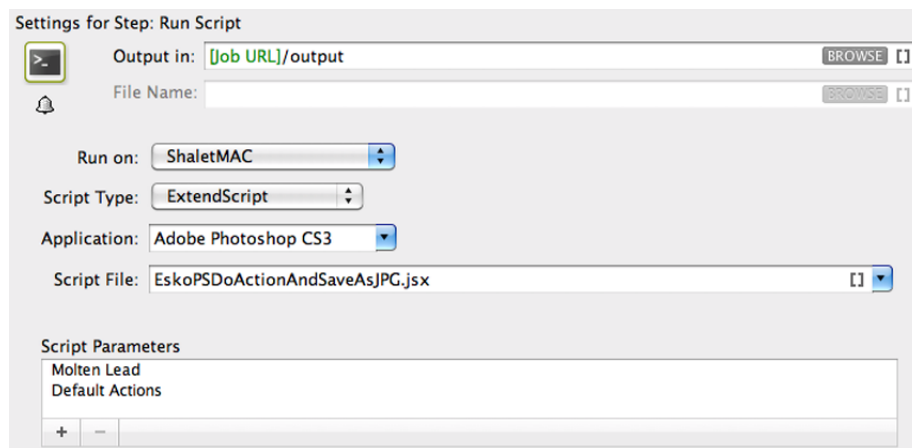 Settings for Step: Run Script
Output in: [Job URL]/output BROWSE []
File Name: BROWSE []
Run on: ShaletMAC
Script Type: ExtendScript
Application: Adobe Photoshop CS3
Script File: EskoPSDoActionAndSaveAsJPG.jsx []
Script Parameters
Molten Lead
Default Actions
+ −